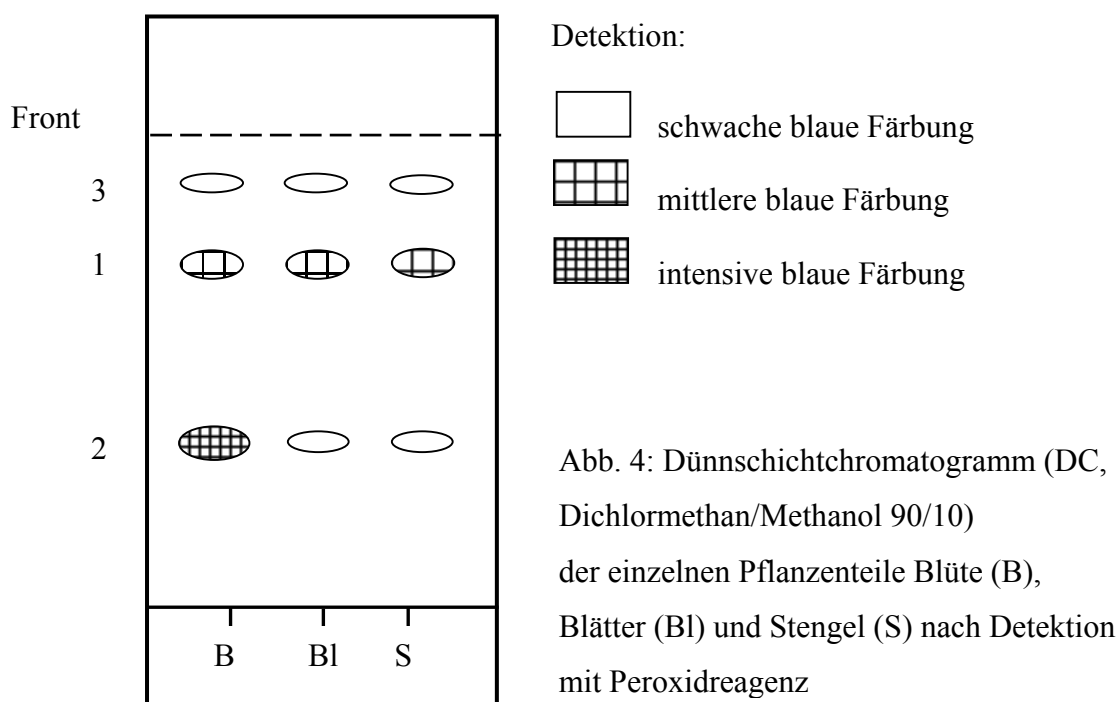 Detektion:
Front
schwache blaue Färbung
3
mittlere blaue Färbung
1
intensive blaue Färbung
2
Abb. 4: Dünnschichtchromatogramm (DC,
Dichlormethan/Methanol 90/10)
der einzelnen Pflanzenteile Blüte (B),
Blätter (Bl) und Stengel (S) nach Detektion
mit Peroxidreagenz
B Bl S